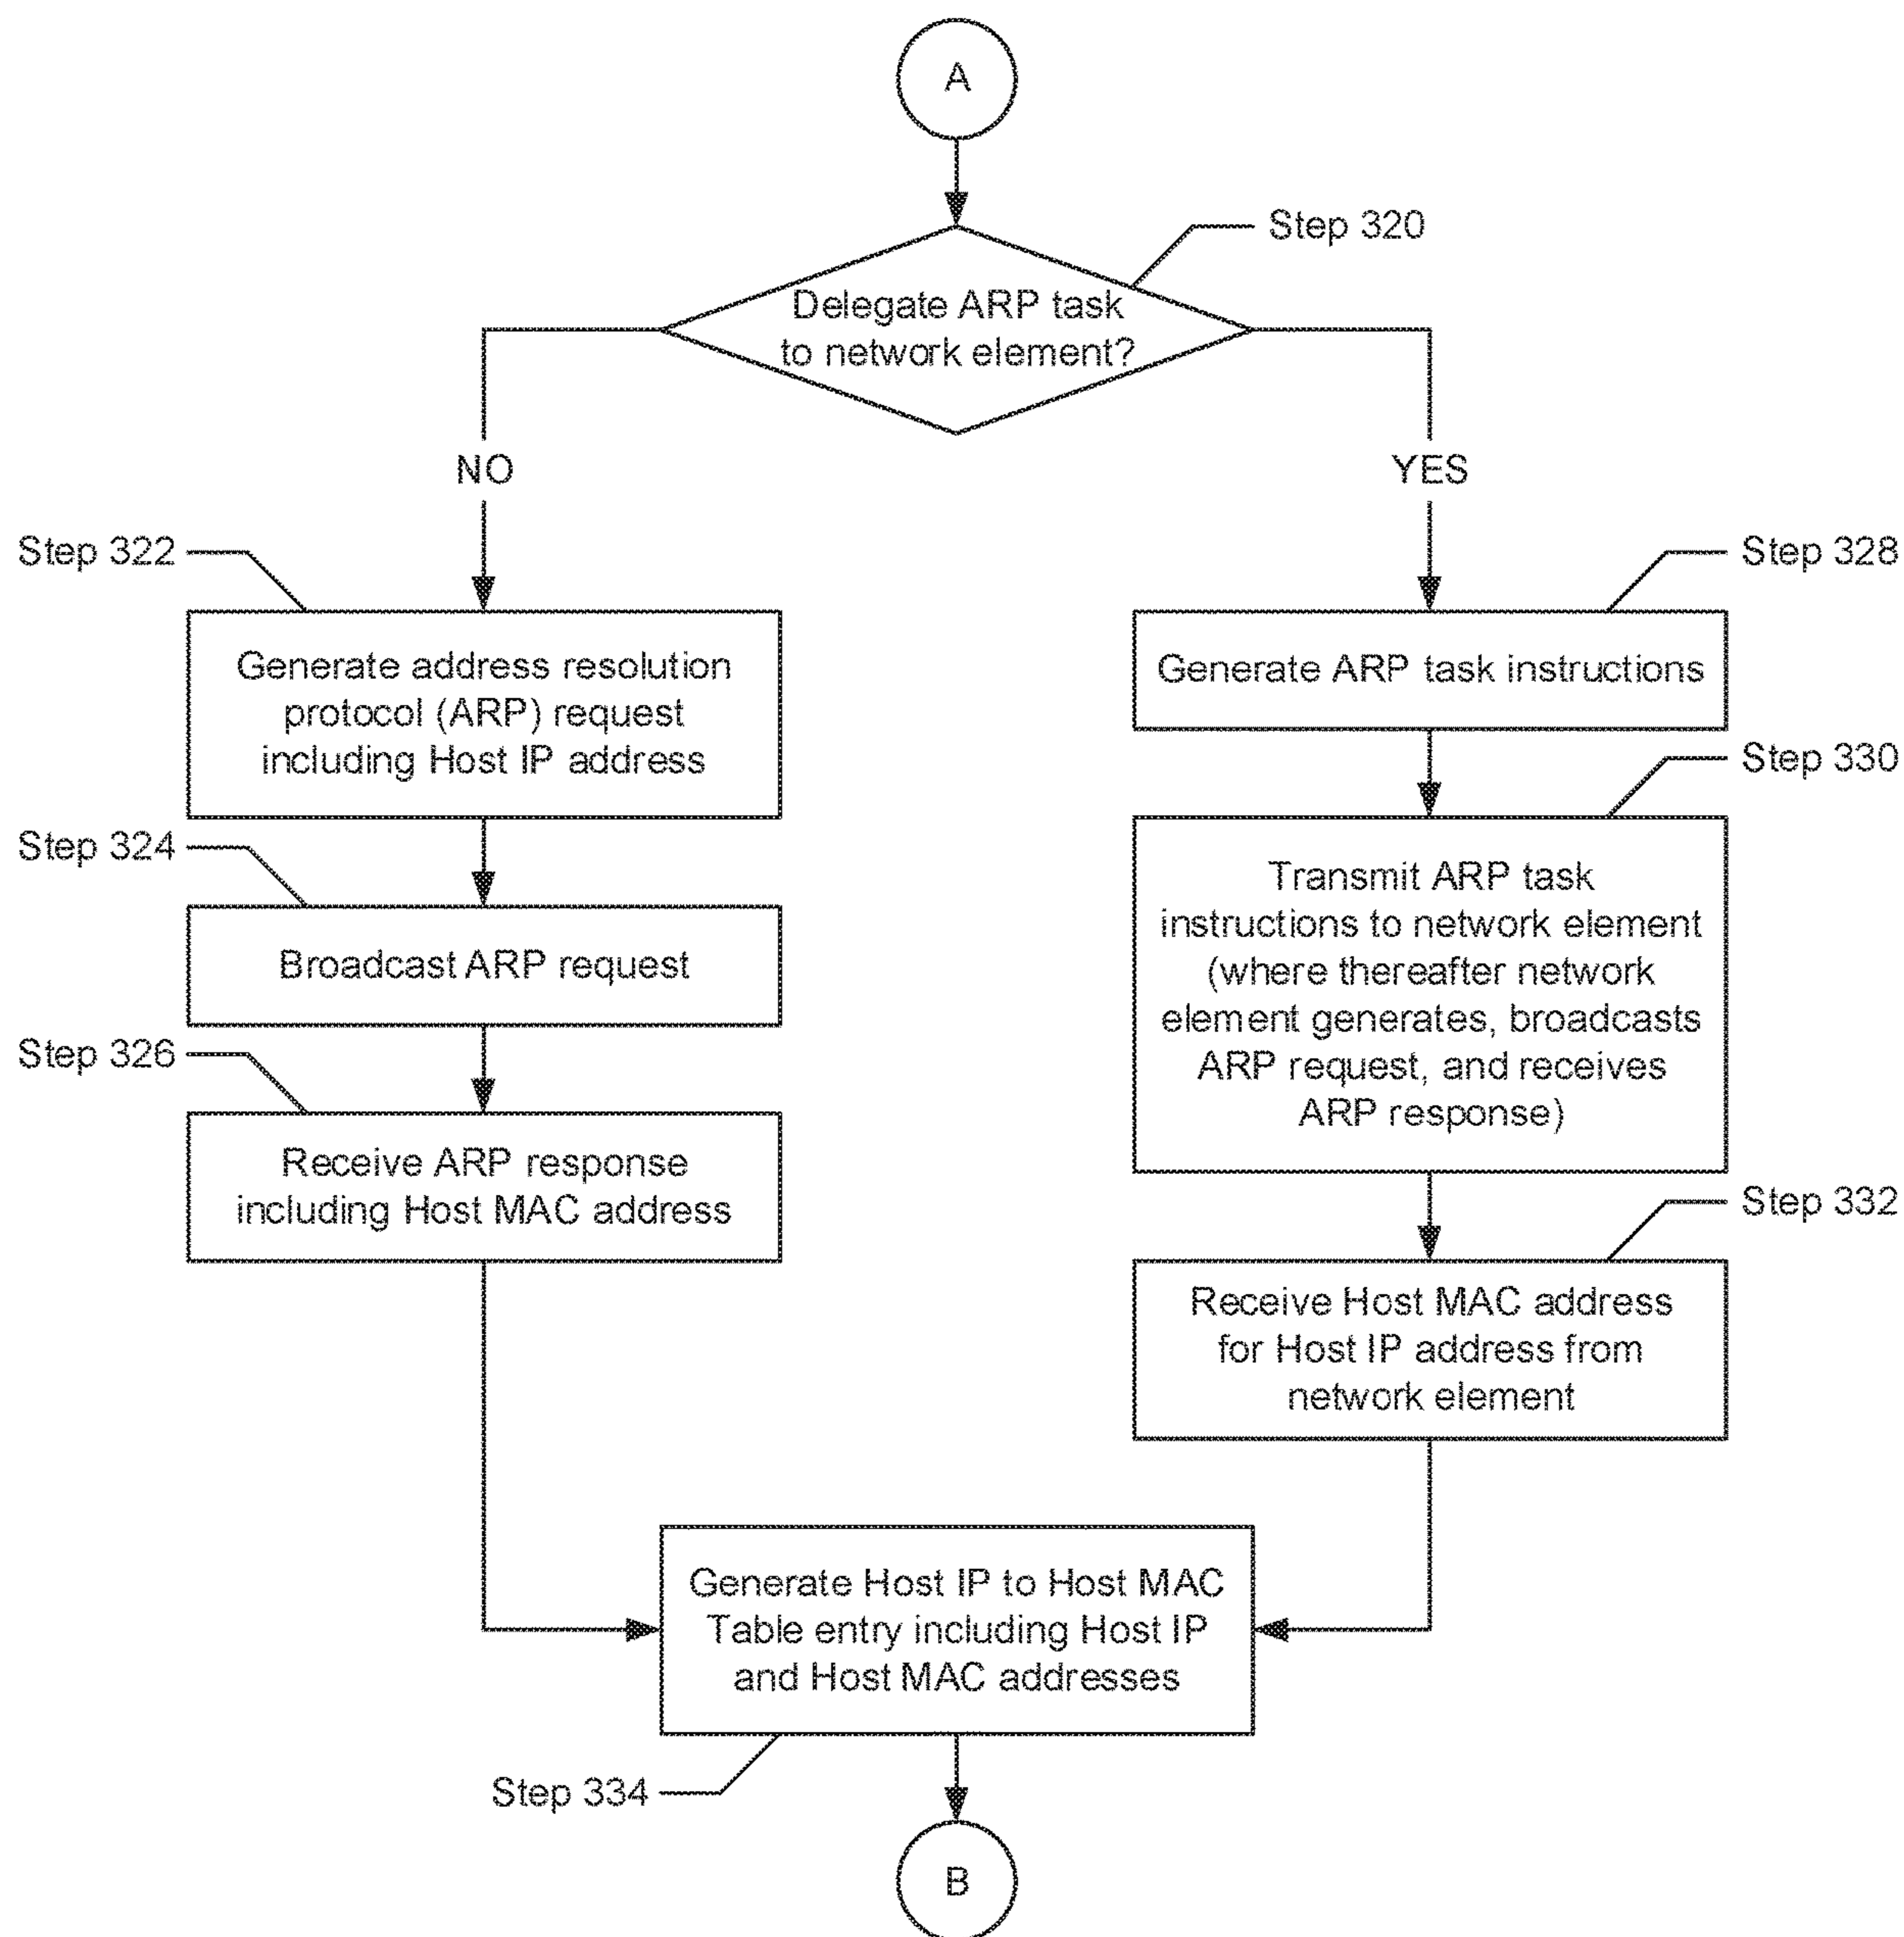 A
Step 320
Delegate ARP task
to network element?
NO
YES
Step 322
Generate address resolution
protocol (ARP) request
including Host IP address
Step 324
Broadcast ARP request
Step 326
Receive ARP response
including Host MAC address
Step 328
Generate ARP task instructions
Step 330
Transmit ARP task
instructions to network element
(where thereafter network
element generates, broadcasts
ARP request, and receives
ARP response)
Step 332
Receive Host MAC address
for Host IP address from
network element
Generate Host IP to Host MAC
Table entry including Host IP
and Host MAC addresses
Step 334
B